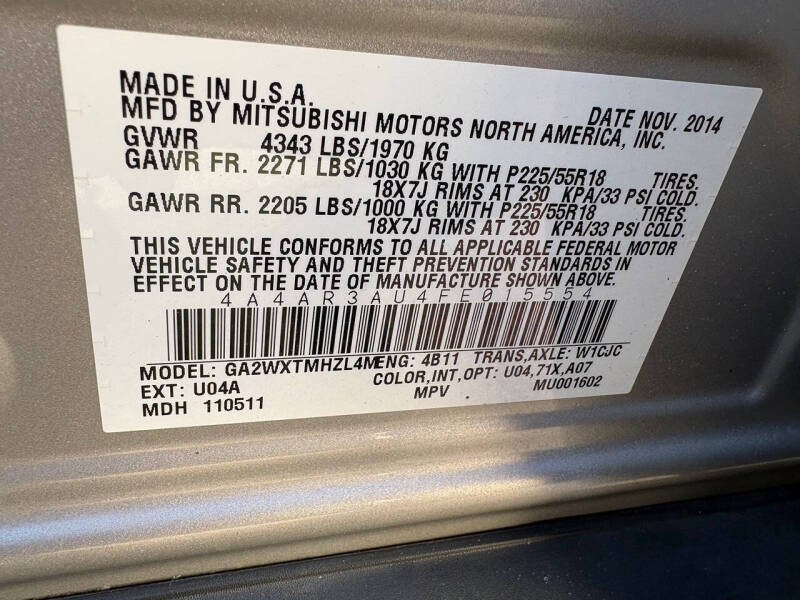 MADE IN U.S.A. DATE NOV. 2014
MFD BY MITSUBISHI MOTORS NORTH AMERICA, INC.
GVWR 4343 LBS/1970 KG
GAWR FR. 2271 LBS/1030 KG WITH P225/55R18 TIRES.
18X7J RIMS AT 230 KPA/33 PSI COLD.
GAWR RR. 2205 LBS/1000 KG WITH P225/55R18 TIRES.
18X7J RIMS AT 230 KPA/33 PSI COLD.
THIS VEHICLE CONFORMS TO ALL APPLICABLE FEDERAL MOTOR
VEHICLE SAFETY AND THEFT PREVENTION STANDARDS IN
EFFECT ON THE DATE OF MANUFACTURE SHOWN ABOVE.
4A4AR3AU4FE015554
MODEL: GA2WXTMHZL4M ENG: 4B11 TRANS,AXLE: W1CJC
EXT: U04A COLOR,INT,OPT: U04,71X,A07
MDH 110511 MPV MU001602